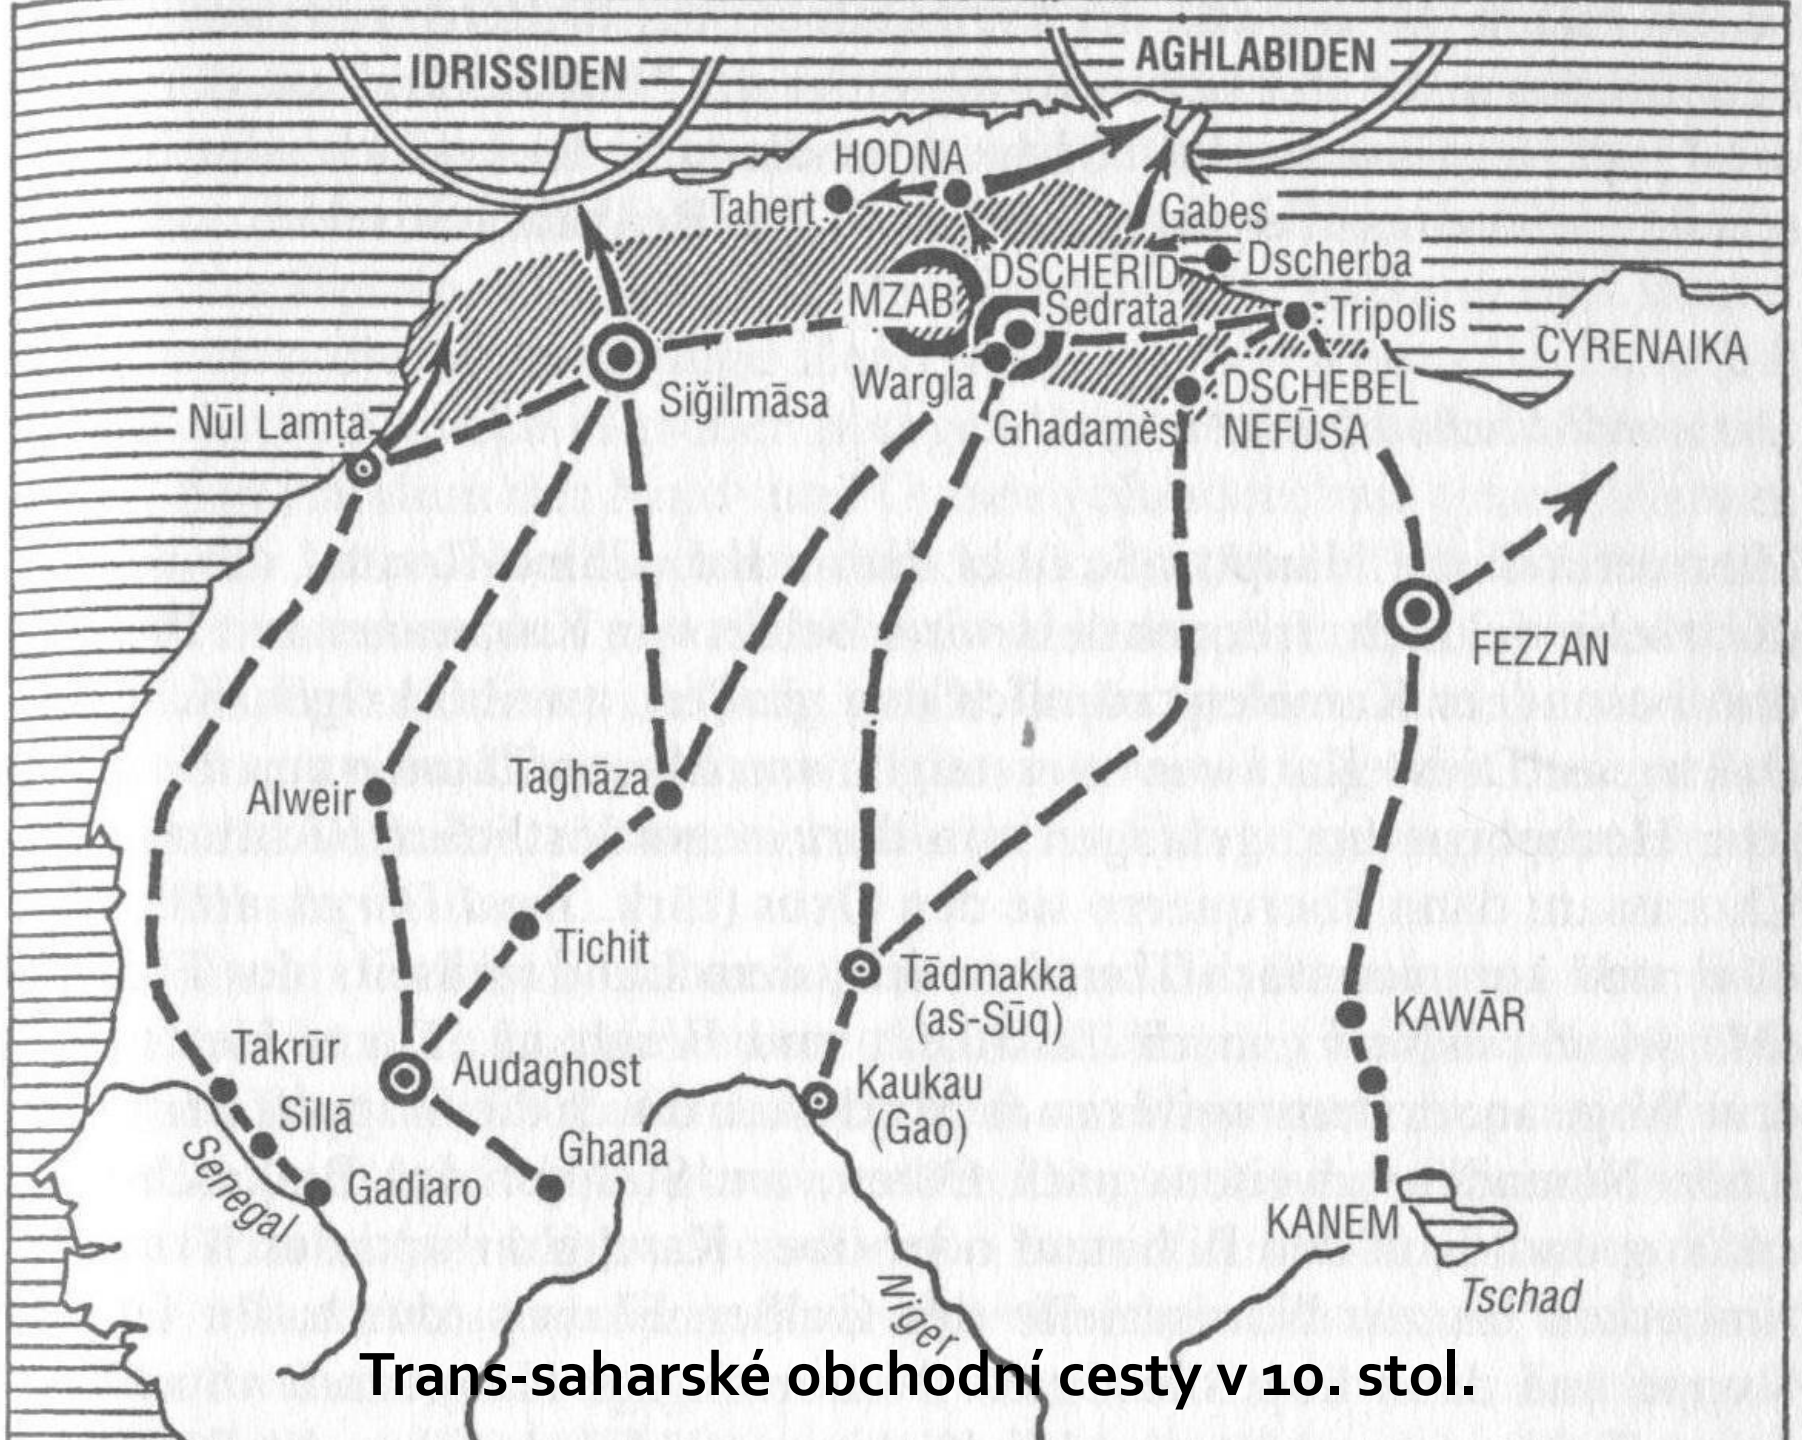 IDRISSIDEN
AGHLABIDEN
HODNA
Tahert
Gabes
DSCHERID
Dscherba
MZAB
Sedrata
Tripolis
CYRENAIKA
Siğilmāsa
Wargla
DSCHEBEL
NEFŪSA
Nūl Lamṭa
Ghadamès
FEZZAN
Alweir
Taghāza
Tichit
Tādmakka
(as-Sūq)
KAWĀR
Takrūr
Audaghost
Kaukau
(Gao)
Sillā
Ghana
Senegal
Gadiaro
KANEM
Niger
Tschad
Trans-saharské obchodní cesty v 10. stol.